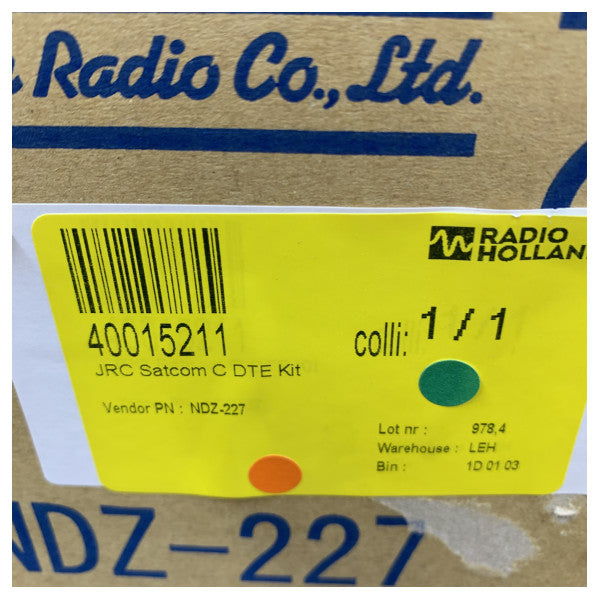 Radio Co., Ltd.
RADIO
HOLLAN
40015211
colli: 1 / 1
JRC Satcom C DTE Kit
Vendor PN : NDZ-227
Lot nr : 978,4
Warehouse : LEH
Bin : 1D 01 03
NDZ-227